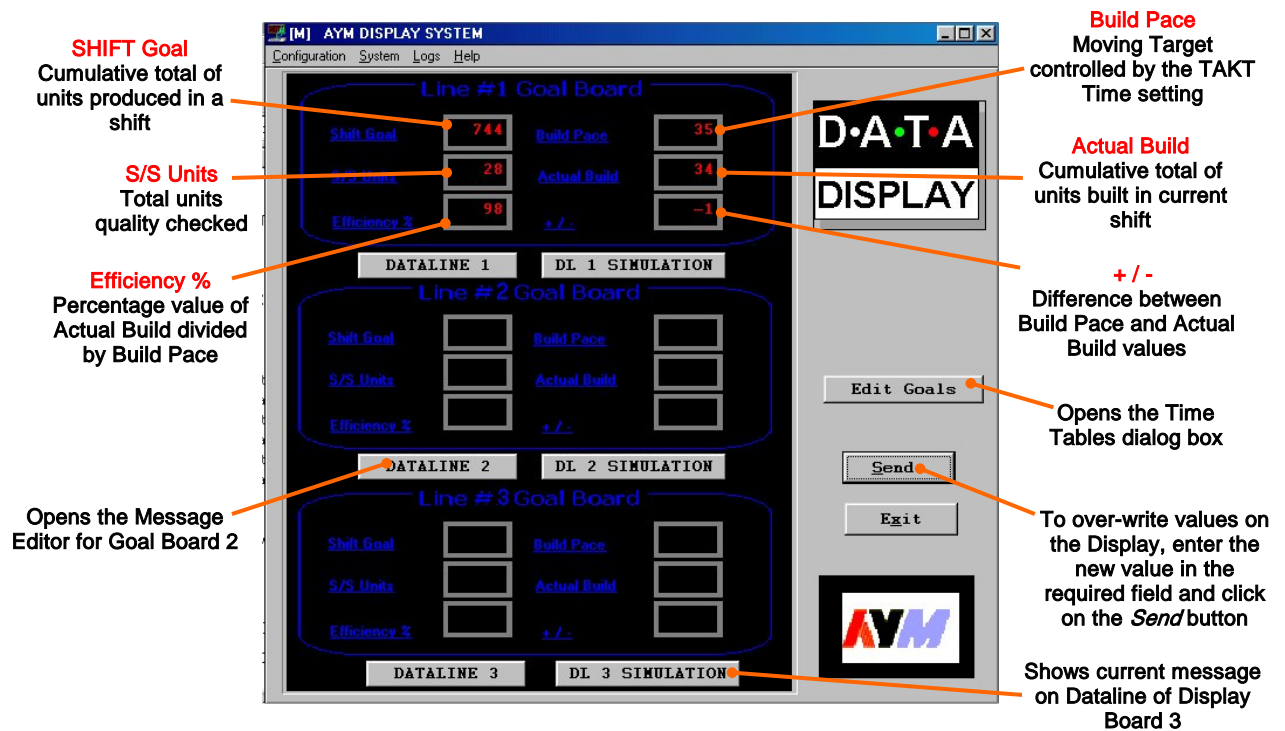 SHIFT Goal
Cumulative total of
units produced in a
shift
S/S Units
Total units
quality checked
Efficiency %
Percentage value of
Actual Build divided
by Build Pace
Opens the Message
Editor for Goal Board 2
[M] AYM DISPLAY SYSTEM
Configuration System Logs Help
Line #1 Goal Board
Shift Goal 744 Build Pace 35
S/S Units 28 Actual Build 34
Efficiency % 98 + / - -1
DATALINE 1 DL 1 SIMULATION
Line #2 Goal Board
Shift Goal Build Pace
S/S Units Actual Build
Efficiency % + / -
DATALINE 2 DL 2 SIMULATION
Line #3 Goal Board
Shift Goal Build Pace
S/S Units Actual Build
Efficiency % + / -
DATALINE 3 DL 3 SIMULATION
D•A•T•A
DISPLAY
Edit Goals
Send
Exit
AYM
Build Pace
Moving Target
controlled by the TAKT
Time setting
Actual Build
Cumulative total of
units built in current
shift
+ / -
Difference between
Build Pace and Actual
Build values
Opens the Time
Tables dialog box
To over-write values on
the Display, enter the
new value in the
required field and click
on the Send button
Shows current message
on Dataline of Display
Board 3